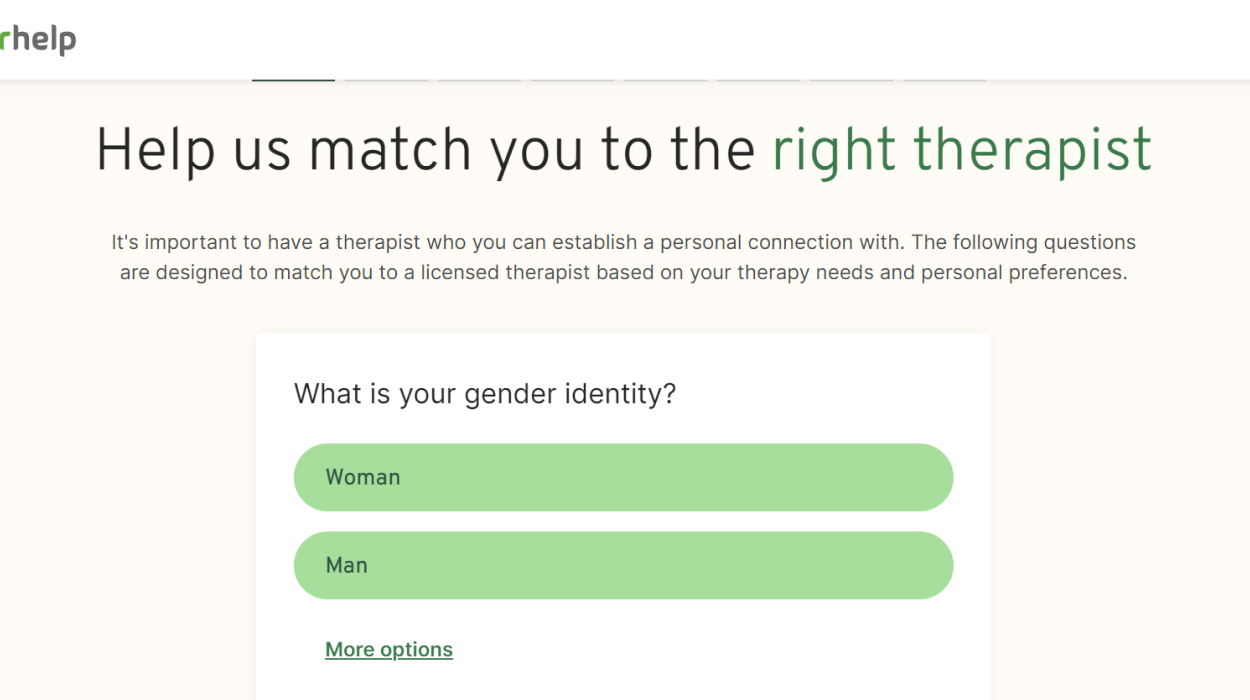 rhelp
Help us match you to the right therapist
It's important to have a therapist who you can establish a personal connection with. The following questions
are designed to match you to a licensed therapist based on your therapy needs and personal preferences.
What is your gender identity?
Woman
Man
More options